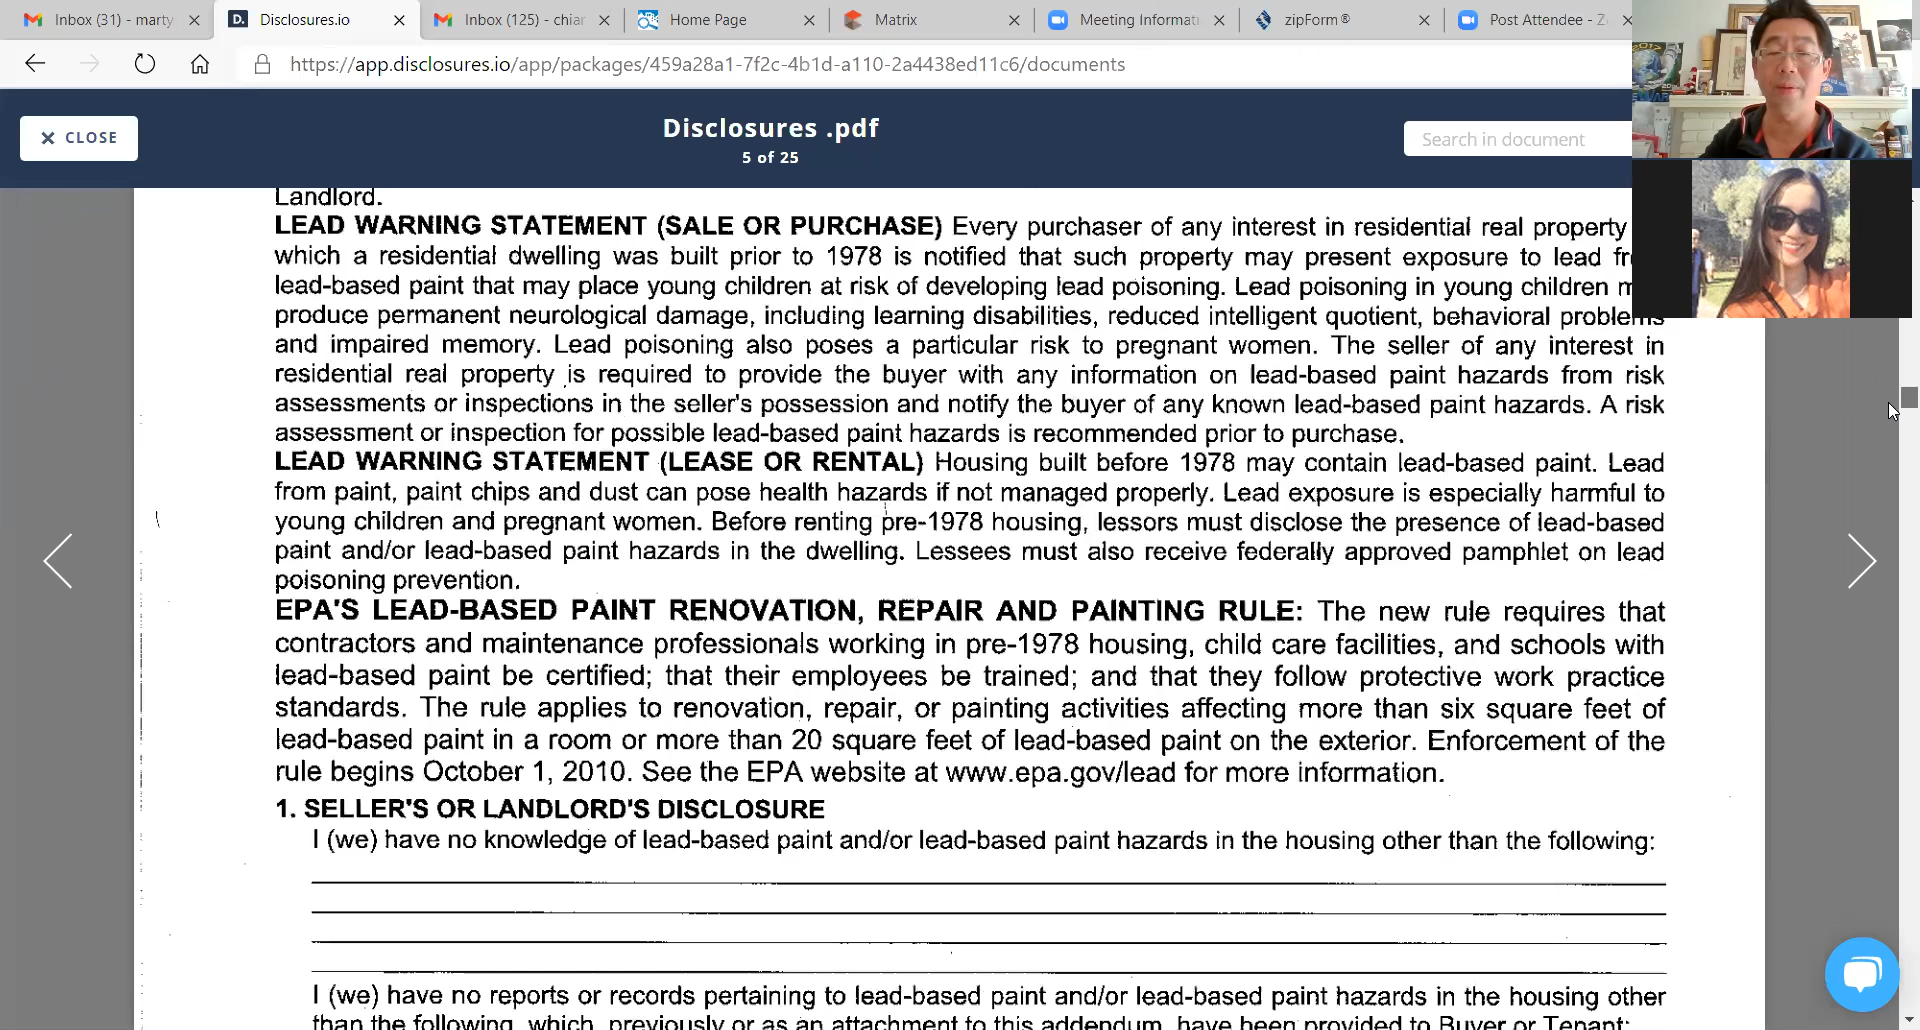 Inbox (31) - marty
Disclosures.io
Inbox (125) - chiar
Home Page
Matrix
Meeting Informat
zipForm®
Post Attendee - Z
https://app.disclosures.io/app/packages/459a28a1-7f2c-4b1d-a110-2a4438ed11c6/documents
CLOSE
Disclosures .pdf
5 of 25
Search in document
Landlord.
LEAD WARNING STATEMENT (SALE OR PURCHASE) Every purchaser of any interest in residential real property
which a residential dwelling was built prior to 1978 is notified that such property may present exposure to lead
lead-based paint that may place young children at risk of developing lead poisoning. Lead poisoning in young children
produce permanent neurological damage, including learning disabilities, reduced intelligent quotient, behavioral problems
and impaired memory. Lead poisoning also poses a particular risk to pregnant women. The seller of any interest in
residential real property is required to provide the buyer with any information on lead-based paint hazards from risk
assessments or inspections in the seller's possession and notify the buyer of any known lead-based paint hazards. A risk
assessment or inspection for possible lead-based paint hazards is recommended prior to purchase.
LEAD WARNING STATEMENT (LEASE OR RENTAL) Housing built before 1978 may contain lead-based paint. Lead
from paint, paint chips and dust can pose health hazards if not managed properly. Lead exposure is especially harmful to
young children and pregnant women. Before renting pre-1978 housing, lessors must disclose the presence of lead-based
paint and/or lead-based paint hazards in the dwelling. Lessees must also receive federally approved pamphlet on lead
poisoning prevention.
EPA'S LEAD-BASED PAINT RENOVATION, REPAIR AND PAINTING RULE: The new rule requires that
contractors and maintenance professionals working in pre-1978 housing, child care facilities, and schools with
lead-based paint be certified; that their employees be trained; and that they follow protective work practice
standards. The rule applies to renovation, repair, or painting activities affecting more than six square feet of
lead-based paint in a room or more than 20 square feet of lead-based paint on the exterior. Enforcement of the
rule begins October 1, 2010. See the EPA website at www.epa.gov/lead for more information.
1. SELLER'S OR LANDLORD'S DISCLOSURE
I (we) have no knowledge of lead-based paint and/or lead-based paint hazards in the housing other than the following:
I (we) have no reports or records pertaining to lead-based paint and/or lead-based paint hazards in the housing other
than the following, which, previously or as an attachment to this addendum, have been provided to Buyer or Tenant: